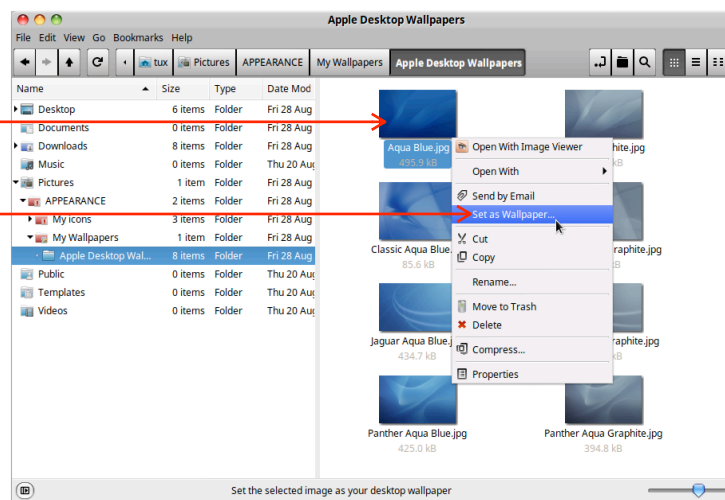 Apple Desktop Wallpapers
File Edit View Go Bookmarks Help
tux Pictures APPEARANCE My Wallpapers Apple Desktop Wallpapers
Name Size Type Date Mod
Desktop 6 items Folder Fri 28 Aug
Documents 0 items Folder Fri 28 Aug
Downloads 8 items Folder Fri 28 Aug
Music 0 items Folder Thu 20 Aug
Pictures 1 item Folder Fri 28 Aug
APPEARANCE 2 items Folder Fri 28 Aug
My icons 3 items Folder Fri 28 Aug
My Wallpapers 1 item Folder Fri 28 Aug
Apple Desktop Wal... 8 items Folder Fri 28 Aug
Public 0 items Folder Thu 20 Aug
Templates 0 items Folder Thu 20 Aug
Videos 0 items Folder Thu 20 Aug
Aqua Blue.jpg
495.9 kB
hite.jpg
kB
Open With Image Viewer
Open With
Send by Email
Set as Wallpaper...
Cut
Copy
Rename...
Move to Trash
Delete
Compress...
Properties
Classic Aqua Blue.
85.6 kB
raphite.jpg
B
Jaguar Aqua Blue.j
434.7 kB
raphite.jpg
kB
Panther Aqua Blue.jpg
425.0 kB
Panther Aqua Graphite.jpg
394.8 kB
Set the selected image as your desktop wallpaper